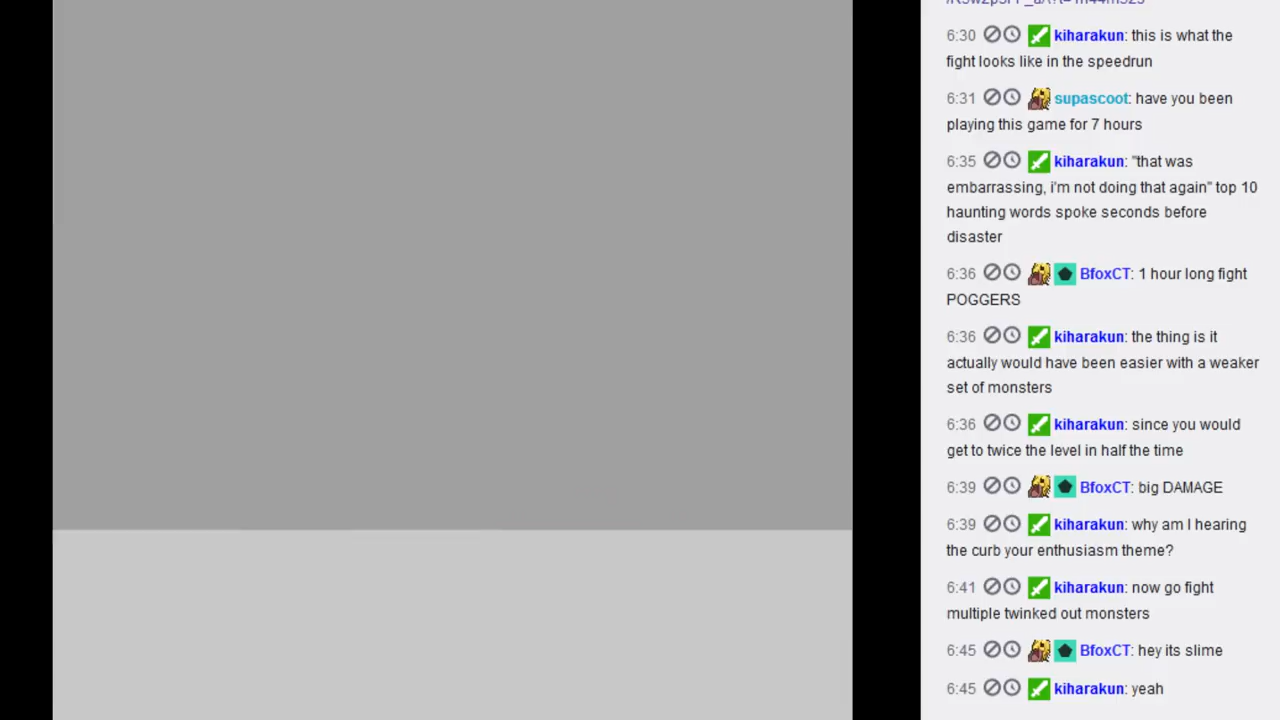 6:30 kiharakun: this is what the
fight looks like in the speedrun
6:31 supascoot: have you been
playing this game for 7 hours
6:35 kiharakun: "that was
embarrassing, i'm not doing that again" top 10
haunting words spoke seconds before
disaster
6:36 BfoxCT: 1 hour long fight
POGGERS
6:36 kiharakun: the thing is it
actually would have been easier with a weaker
set of monsters
6:36 kiharakun: since you would
get to twice the level in half the time
6:39 BfoxCT: big DAMAGE
6:39 kiharakun: why am I hearing
the curb your enthusiasm theme?
6:41 kiharakun: now go fight
multiple twinked out monsters
6:45 BfoxCT: hey its slime
6:45 kiharakun: yeah